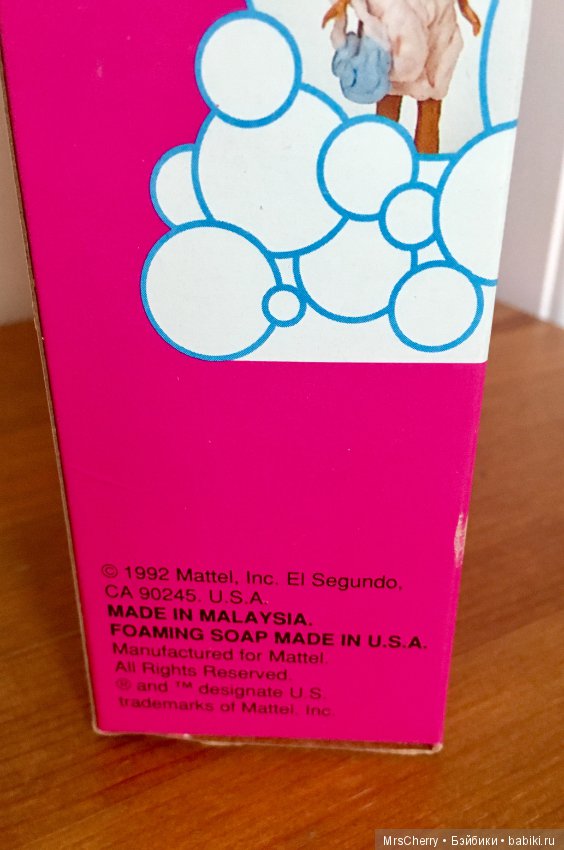 © 1992 Mattel, Inc. El Segundo,
CA 90245. U.S.A.
MADE IN MALAYSIA.
FOAMING SOAP MADE IN U.S.A.
Manufactured for Mattel.
All Rights Reserved.
® and ™ designate U.S.
trademarks of Mattel, Inc.
MrsCherry • Бэйбики • babiki.ru